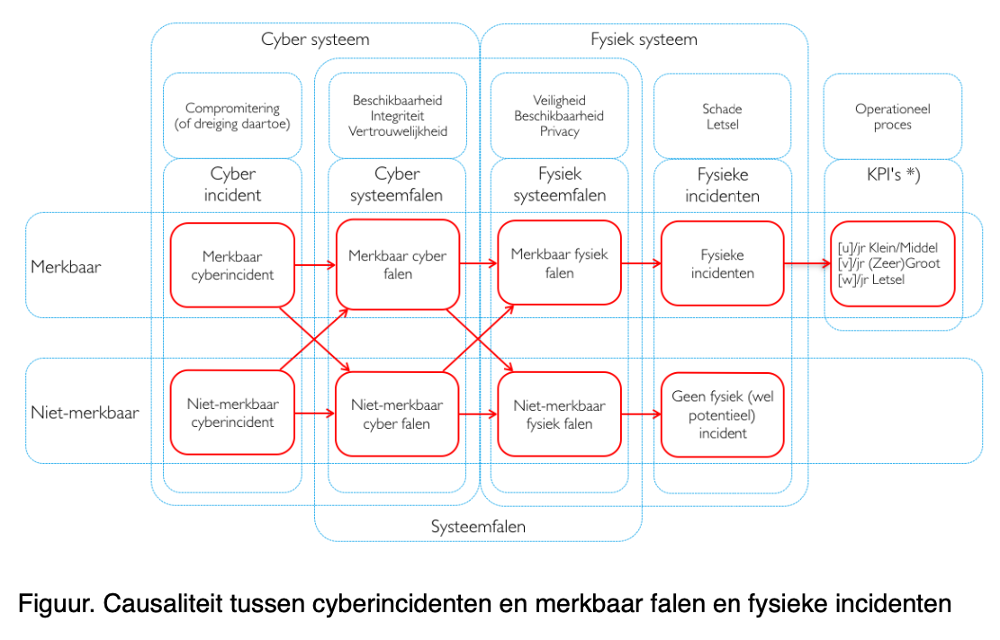 Cyber systeem
Fysiek systeem
Compromitering
(of dreiging daartoe)
Beschikbaarheid
Integriteit
Vertrouwelijkheid
Veiligheid
Beschikbaarheid
Privacy
Schade
Letsel
Operationeel
proces
Cyber
incident
Cyber
systeemfalen
Fysiek
systeemfalen
Fysieke
incidenten
KPI's *)
Merkbaar
Merkbaar
cyberincident
Merkbaar cyber
falen
Merkbaar fysiek
falen
Fysieke
incidenten
[u]/jr Klein/Middel
[v]/jr (Zeer)Groot
[w]/jr Letsel
Niet-merkbaar
Niet-merkbaar
cyberincident
Niet-merkbaar
cyber falen
Niet-merkbaar
fysiek falen
Geen fysiek (wel
potentieel)
incident
Systeemfalen
Figuur. Causaliteit tussen cyberincidenten en merkbaar falen en fysieke incidenten